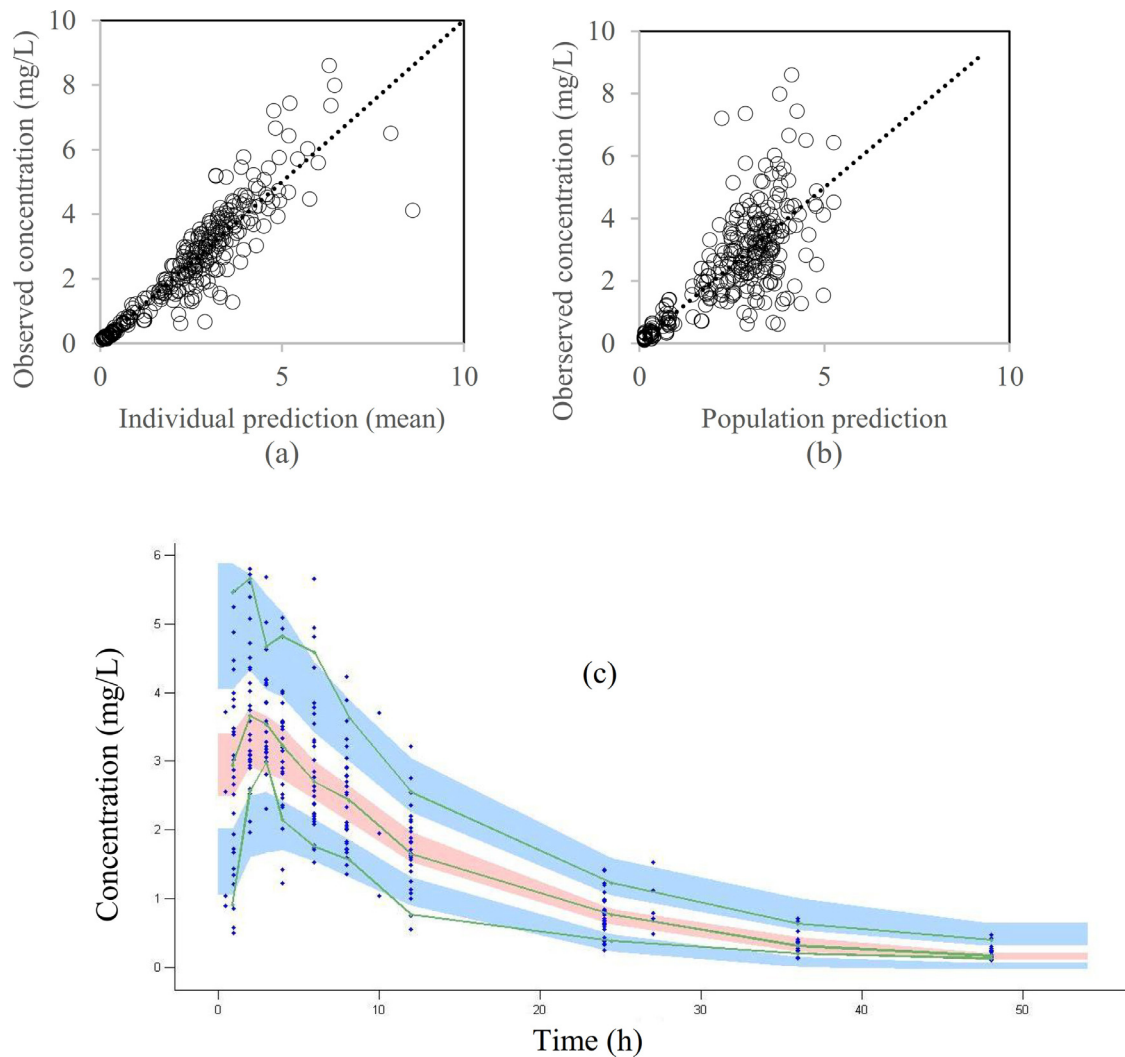 10
8
6
4
2
0
Observed concentration (mg/L)
0 5 10
Individual prediction (mean)
(a)
10
8
6
4
2
0
Oberserved concentration (mg/L)
0 5 10
Population prediction
(b)
6
5
4
3
2
1
0
Concentration (mg/L)
(c)
0 10 20 30 40 50
Time (h)